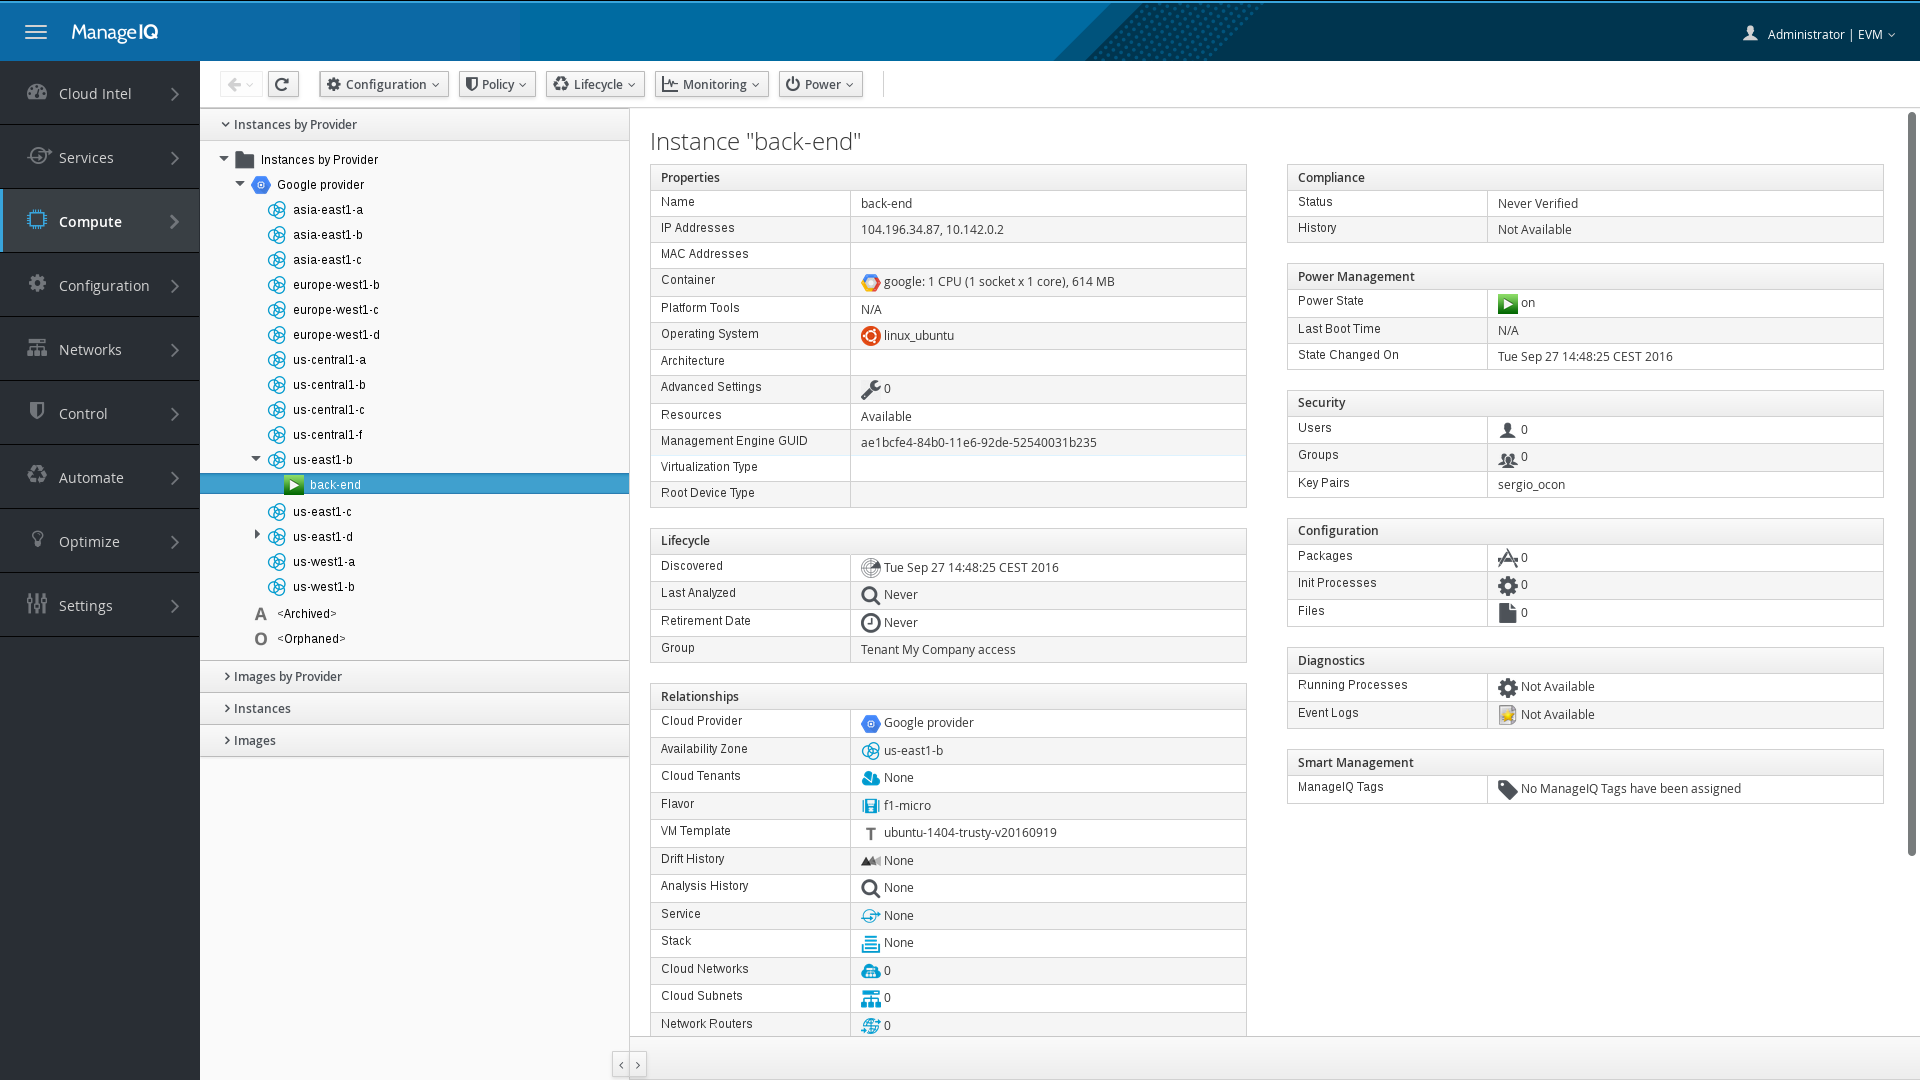 ManageIQ
Administrator | EVM
Cloud Intel
Services
Compute
Configuration
Networks
Control
Automate
Optimize
Settings
Configuration
Policy
Lifecycle
Monitoring
Power
Instances by Provider
Instances by Provider
Google provider
asia-east1-a
asia-east1-b
asia-east1-c
europe-west1-b
europe-west1-c
europe-west1-d
us-central1-a
us-central1-b
us-central1-c
us-central1-f
us-east1-b
back-end
us-east1-c
us-east1-d
us-west1-a
us-west1-b
A <Archived>
O <Orphaned>
Images by Provider
Instances
Images
Instance "back-end"
Properties
Name back-end
IP Addresses 104.196.34.87, 10.142.0.2
MAC Addresses
Container google: 1 CPU (1 socket x 1 core), 614 MB
Platform Tools N/A
Operating System linux_ubuntu
Architecture
Advanced Settings 0
Resources Available
Management Engine GUID ae1bcfe4-84b0-11e6-92de-52540031b235
Virtualization Type
Root Device Type
Lifecycle
Discovered Tue Sep 27 14:48:25 CEST 2016
Last Analyzed Never
Retirement Date Never
Group Tenant My Company access
Relationships
Cloud Provider Google provider
Availability Zone us-east1-b
Cloud Tenants None
Flavor f1-micro
VM Template T ubuntu-1404-trusty-v20160919
Drift History None
Analysis History None
Service None
Stack None
Cloud Networks 0
Cloud Subnets 0
Network Routers 0
Compliance
Status Never Verified
History Not Available
Power Management
Power State on
Last Boot Time N/A
State Changed On Tue Sep 27 14:48:25 CEST 2016
Security
Users 0
Groups 0
Key Pairs sergio_ocon
Configuration
Packages 0
Init Processes 0
Files 0
Diagnostics
Running Processes Not Available
Event Logs Not Available
Smart Management
ManageIQ Tags No ManageIQ Tags have been assigned